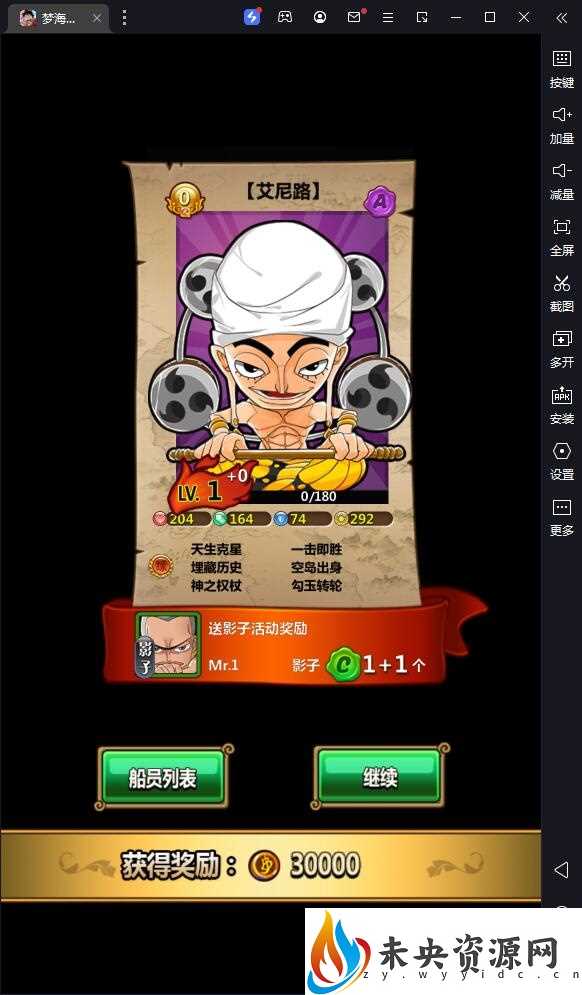 梦海...
按键
加量
减量
全屏
截图
多开
APK
安装
设置
更多
【艾尼路】
0
A
+0
LV. 1
0/180
204
164
74
292
天生克星
一击即胜
埋藏历史
空岛出身
神之权杖
勾玉转轮
送影子活动奖励
影子
Mr.1
影子
C
1+1个
船员列表
继续
获得奖励：
30000
未央资源网
zy.wyyidc.cn